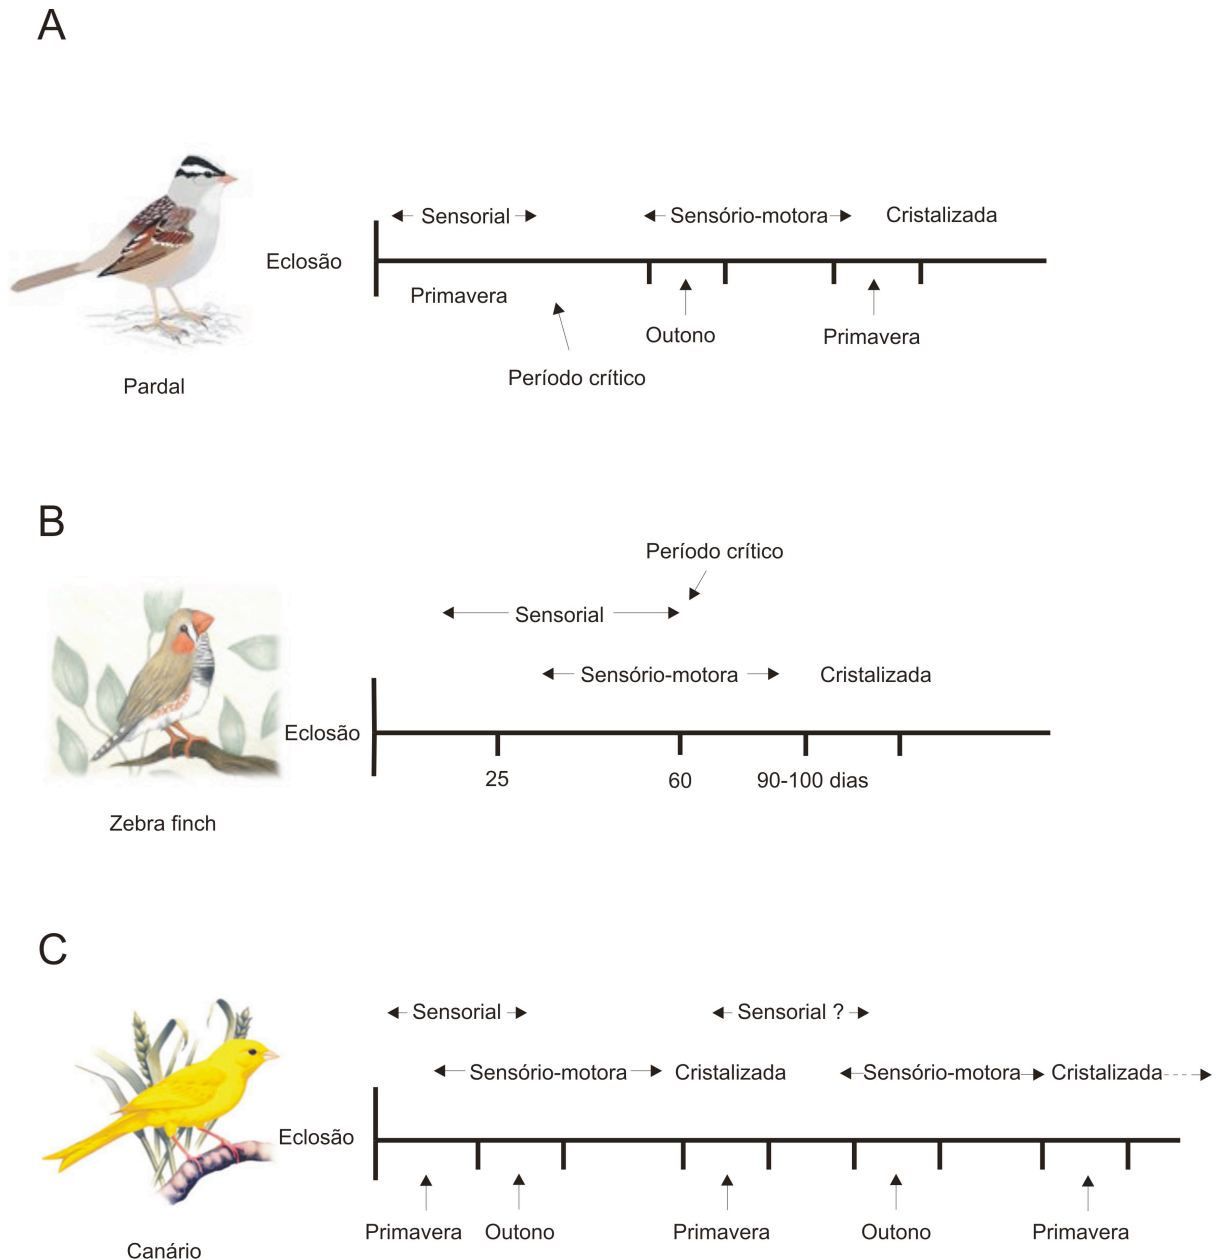 A
Sensorial
Sensório-motora
Cristalizada
Eclosão
Primavera
Outono
Primavera
Período crítico
Pardal
B
Período crítico
Sensorial
Sensório-motora
Cristalizada
Eclosão
25
60
90-100 dias
Zebra finch
C
Sensorial
Sensorial ?
Sensório-motora
Cristalizada
Sensório-motora
Cristalizada
Eclosão
Primavera
Outono
Primavera
Outono
Primavera
Canário